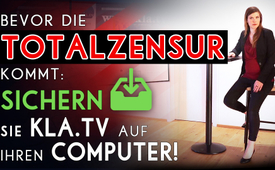 BEVOR DIE
TOTALZENSUR
KOMMT:
SICHERN
SIE KLA.TV AUF
IHREN COMPUTER!